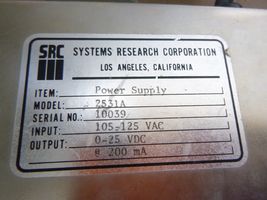 SRC
SYSTEMS RESEARCH CORPORATION
LOS ANGELES, CALIFORNIA
ITEM: Power Supply
MODEL: 2531A
SERIAL NO: 10039
INPUT: 105-125 VAC
OUTPUT: 0-25 VDC
@ 200 mA